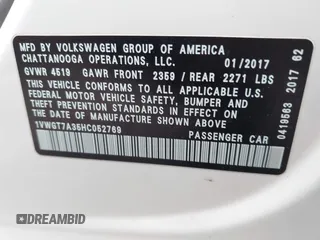 MFD BY VOLKSWAGEN GROUP OF AMERICA
CHATTANOOGA OPERATIONS, LLC. 01/2017
GVWR 4519 GAWR FRONT 2359 / REAR 2271 LBS
THIS VEHICLE CONFORMS TO ALL APPLICABLE U.S.
FEDERAL MOTOR VEHICLE SAFETY, BUMPER AND
THEFT PREVENTION STANDARDS IN EFFECT ON THE
DATE OF MANUFACTURE SHOWN ABOVE.
1VWGT7A35HC052769 PASSENGER CAR
0419563 2017 62
DREAMBID